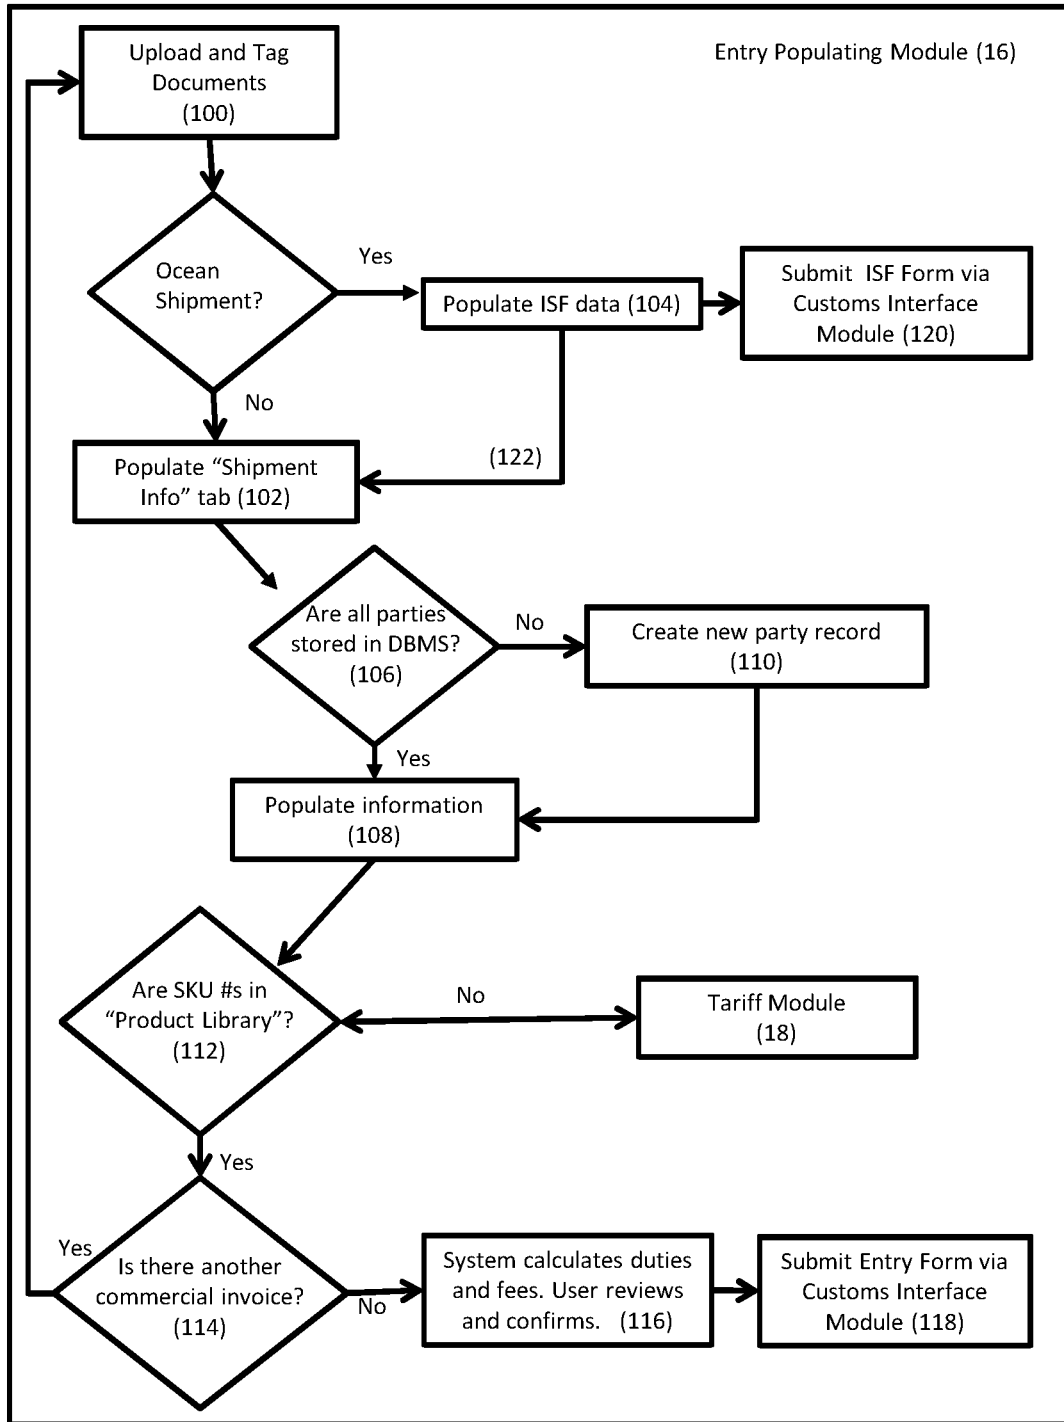 Entry Populating Module (16)
Upload and Tag
Documents
(100)
Ocean
Shipment?
Yes
Populate ISF data (104)
Submit  ISF Form via
Customs Interface
Module (120)
No
(122)
Populate “Shipment
Info” tab (102)
Are all parties
stored in DBMS?
(106)
No
Create new party record
(110)
Yes
Populate information
(108)
Are SKU #s in
“Product Library”?
(112)
No
Tariff Module
(18)
Yes
Yes
Is there another
commercial invoice?
(114)
No
System calculates duties
and fees. User reviews
and confirms.   (116)
Submit Entry Form via
Customs Interface
Module (118)